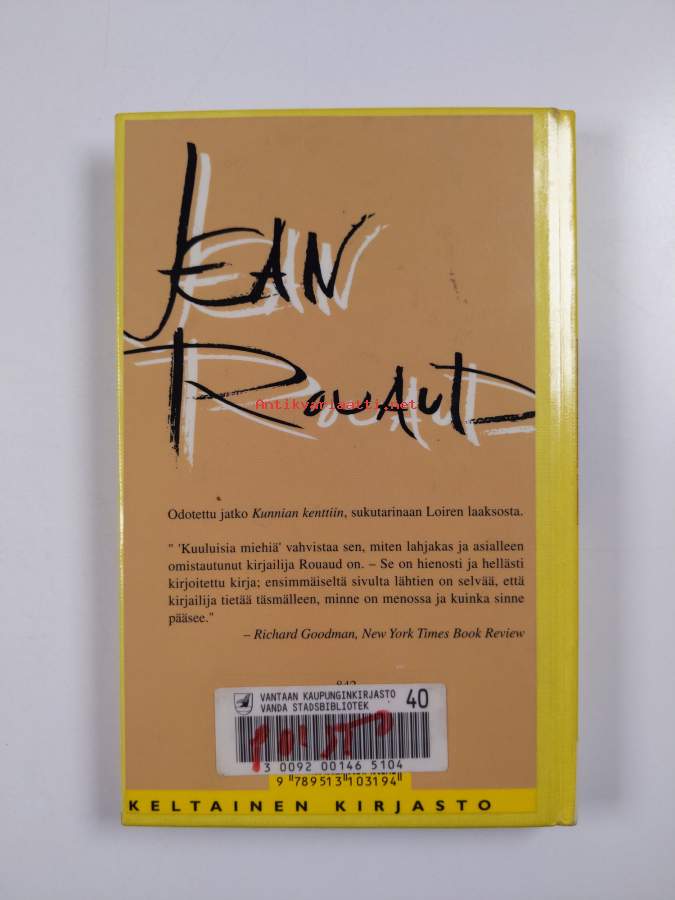 JEAN
ROUAUD
Antikvariaatti.net
Odotettu jatko Kunnian kenttiin, sukutarinaan Loiren laaksosta.
" 'Kuuluisia miehiä' vahvistaa sen, miten lahjakas ja asialleen
omistautunut kirjailija Rouaud on. – Se on hienosti ja hellästi
kirjoitettu kirja; ensimmäiseltä sivulta lähtien on selvää, että
kirjailija tietää täsmälleen, minne on menossa ja kuinka sinne
pääsee."
– Richard Goodman, New York Times Book Review
VANTAAN KAUPUNGINKIRJASTO 40
VANDA STADSBIBLIOTEK
3 0092 00146 5104
9 789513 103194
KELTAINEN KIRJASTO